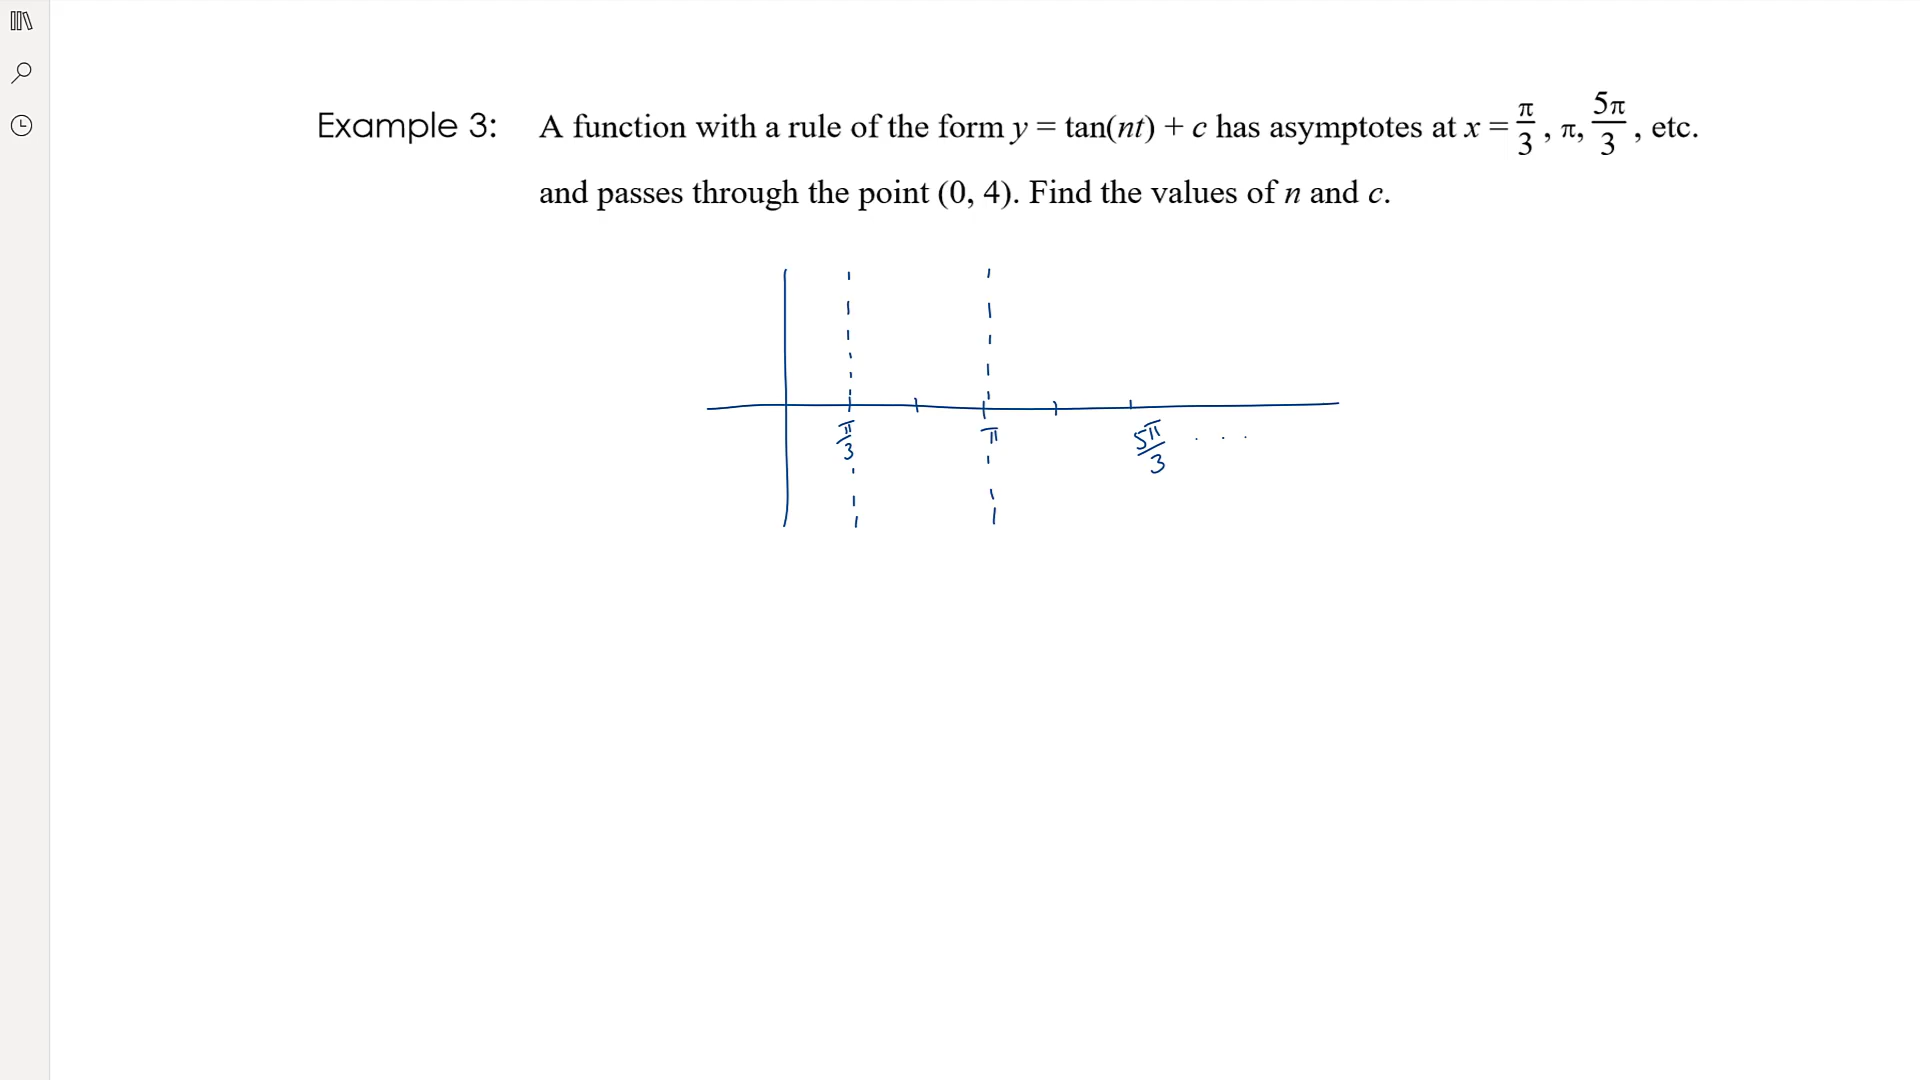 Example 3: A function with a rule of the form y = tan(nt) + c has asymptotes at x = π/3, π, 5π/3, etc.
and passes through the point (0, 4). Find the values of n and c.
π/3 π 5π/3 . . .